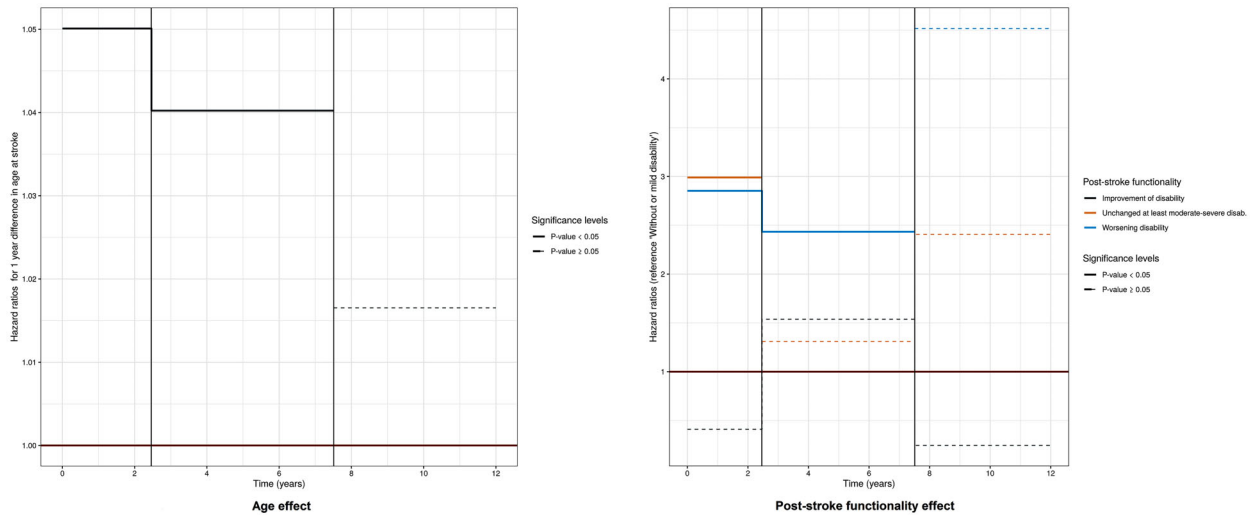 1.05
1.04
1.03
1.02
1.01
1.00
Hazard ratios for 1 year difference in age at stroke
0 2 4 6 8 10 12
Time (years)
Age effect
Significance levels
P-value < 0.05
P-value ≥ 0.05
4
3
2
1
Hazard ratios (reference 'Without or mild disability')
0 2 4 6 8 10 12
Time (years)
Post-stroke functionality effect
Post-stroke functionality
Improvement of disability
Unchanged at least moderate-severe disab.
Worsening disability
Significance levels
P-value < 0.05
P-value ≥ 0.05